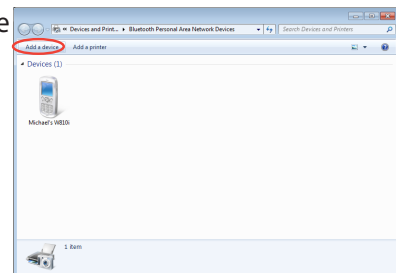 e
« Devices and Print... ▸ Bluetooth Personal Area Network Devices
Search Devices and Printers
Add a device
Add a printer
Devices (1)
Michael's W810i
1 item